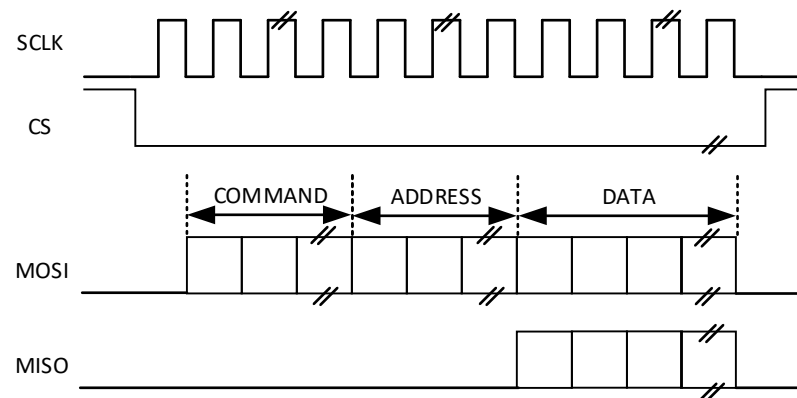 SCLK
CS
COMMAND ADDRESS DATA
MOSI
MISO